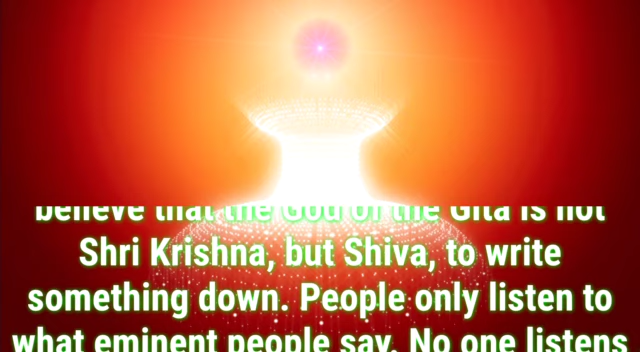 believe that the God of the Gita is not
Shri Krishna, but Shiva, to write
something down. People only listen to
what eminent people say. No one listens